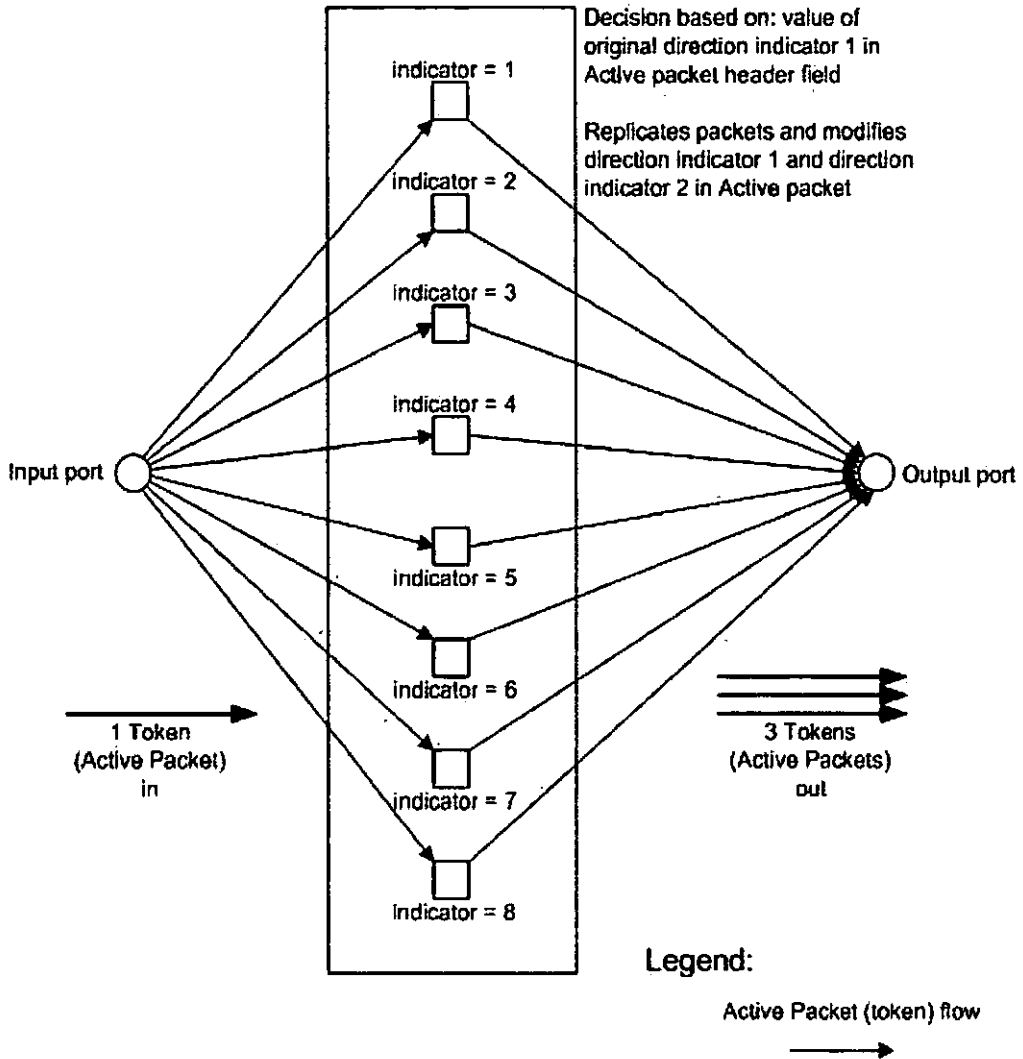 Decision based on: value of
original direction indicator 1 in
Active packet header field
Replicates packets and modifies
direction indicator 1 and direction
indicator 2 in Active packet
indicator = 1
indicator = 2
indicator = 3
indicator = 4
Input port
Output port
indicator = 5
indicator = 6
1 Token
(Active Packet)
in
3 Tokens
(Active Packets)
out
indicator = 7
indicator = 8
Legend:
Active Packet (token) flow